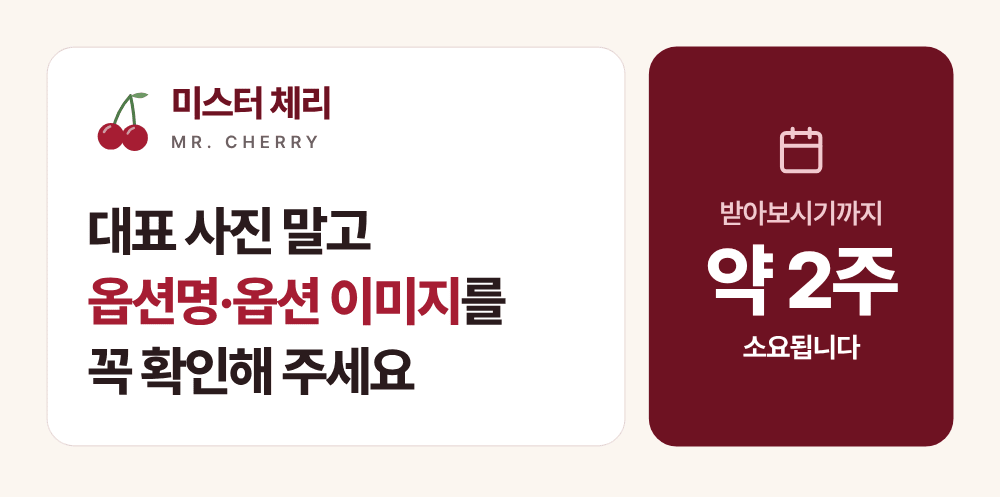 미스터 체리
MR. CHERRY
대표 사진 말고
옵션명·옵션 이미지를
꼭 확인해 주세요
받아보시기까지
약 2주
소요됩니다